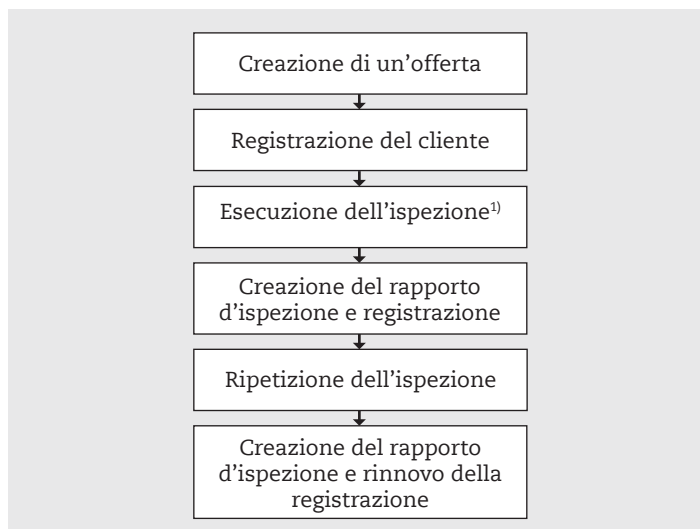 Creazione di un’offerta
Registrazione del cliente
Esecuzione dell’ispezione¹⁾
Creazione del rapporto
d’ispezione e registrazione
Ripetizione dell’ispezione
Creazione del rapporto
d’ispezione e rinnovo della
registrazione